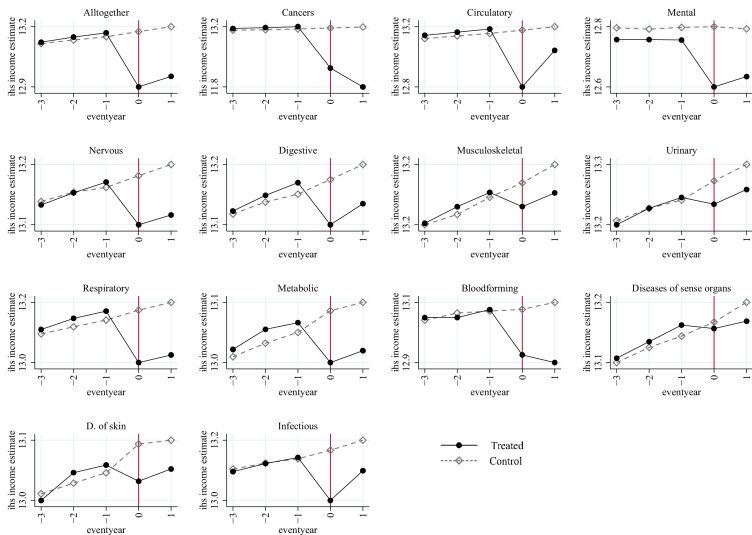 Alltogether
ihs income estimate
13.2
12.9
−3
−2
−1
0
1
eventyear
Cancers
ihs income estimate
13.2
11.8
−3
−2
−1
0
1
eventyear
Circulatory
ihs income estimate
13.2
12.8
−3
−2
−1
0
1
eventyear
Mental
ihs income estimate
12.8
12.6
−3
−2
−1
0
1
eventyear
Nervous
ihs income estimate
13.2
13.1
−3
−2
−1
0
1
eventyear
Digestive
ihs income estimate
13.2
13.1
−3
−2
−1
0
1
eventyear
Musculoskeletal
ihs income estimate
13.2
13.2
−3
−2
−1
0
1
eventyear
Urinary
ihs income estimate
13.3
13.2
−3
−2
−1
0
1
eventyear
Respiratory
ihs income estimate
13.2
13.0
−3
−2
−1
0
1
eventyear
Metabolic
ihs income estimate
13.1
13.0
−3
−2
−1
0
1
eventyear
Bloodforming
ihs income estimate
13.1
12.9
−3
−2
−1
0
1
eventyear
Diseases of sense organs
ihs income estimate
13.2
13.1
−3
−2
−1
0
1
eventyear
D. of skin
ihs income estimate
13.1
13.0
−3
−2
−1
0
1
eventyear
Infectious
ihs income estimate
13.2
13.0
−3
−2
−1
0
1
eventyear
Treated
Control